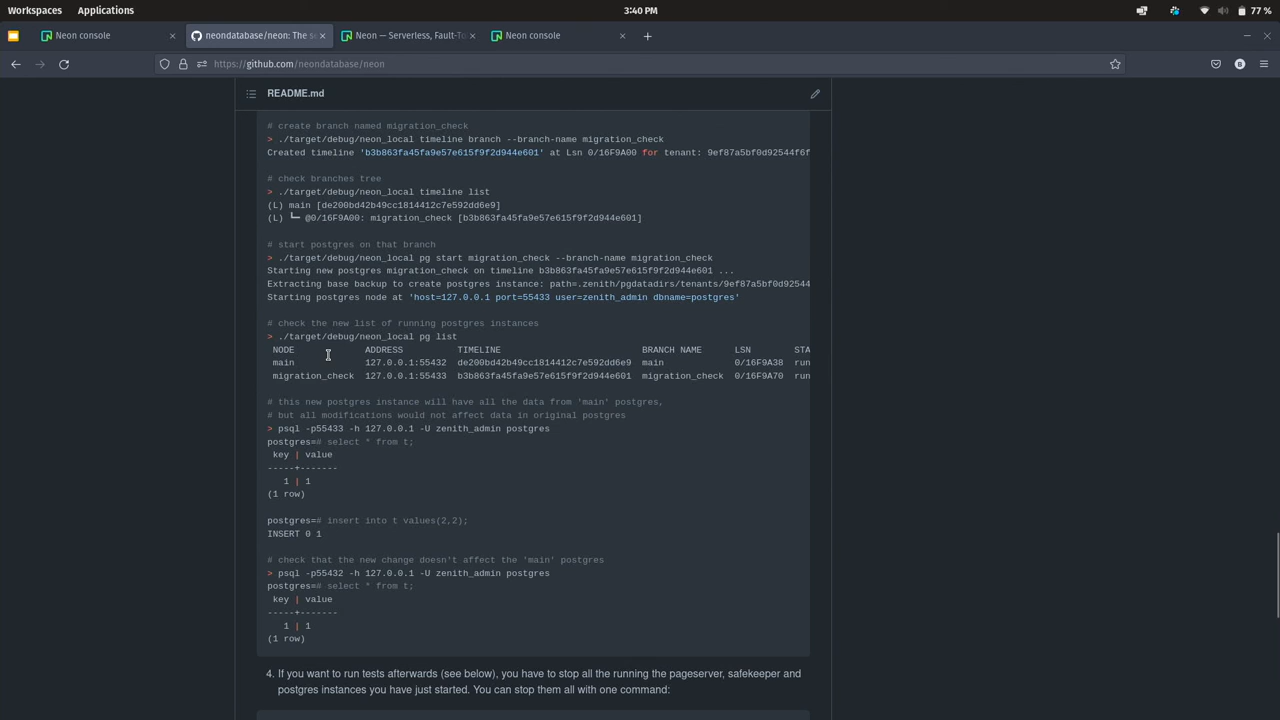 Workspaces Applications 3:40 PM 77 %
Neon console neondatabase/neon: The se Neon — Serverless, Fault-To Neon console
https://github.com/neondatabase/neon
README.md
# create branch named migration_check
> ./target/debug/neon_local timeline branch --branch-name migration_check
Created timeline 'b3b863fa45fa9e57e615f9f2d944e601' at Lsn 0/16F9A00 for tenant: 9ef87a5bf0d92544f6f
# check branches tree
> ./target/debug/neon_local timeline list
(L) main [de200bd42b49cc1814412c7e592dd6e9]
(L) ┗━ @0/16F9A00: migration_check [b3b863fa45fa9e57e615f9f2d944e601]
# start postgres on that branch
> ./target/debug/neon_local pg start migration_check --branch-name migration_check
Starting new postgres migration_check on timeline b3b863fa45fa9e57e615f9f2d944e601 ...
Extracting base backup to create postgres instance: path=.zenith/pgdatadirs/tenants/9ef87a5bf0d92544
Starting postgres node at 'host=127.0.0.1 port=55433 user=zenith_admin dbname=postgres'
# check the new list of running postgres instances
> ./target/debug/neon_local pg list
NODE ADDRESS TIMELINE BRANCH NAME LSN STA
main 127.0.0.1:55432 de200bd42b49cc1814412c7e592dd6e9 main 0/16F9A38 run
migration_check 127.0.0.1:55433 b3b863fa45fa9e57e615f9f2d944e601 migration_check 0/16F9A70 run
# this new postgres instance will have all the data from 'main' postgres,
# but all modifications would not affect data in original postgres
> psql -p55433 -h 127.0.0.1 -U zenith_admin postgres
postgres=# select * from t;
key | value
-----+-------
1 | 1
(1 row)
postgres=# insert into t values(2,2);
INSERT 0 1
# check that the new change doesn't affect the 'main' postgres
> psql -p55432 -h 127.0.0.1 -U zenith_admin postgres
postgres=# select * from t;
key | value
-----+-------
1 | 1
(1 row)
4. If you want to run tests afterwards (see below), you have to stop all the running the pageserver, safekeeper and
postgres instances you have just started. You can stop them all with one command: